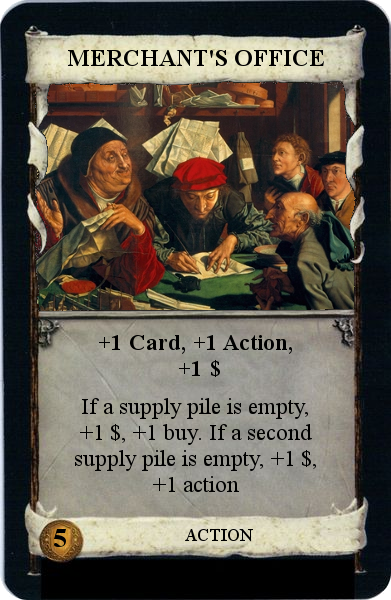 MERCHANT'S OFFICE
+1 Card, +1 Action,
+1 $
If a supply pile is empty,
+1 $, +1 buy. If a second
supply pile is empty, +1 $,
+1 action
5
ACTION